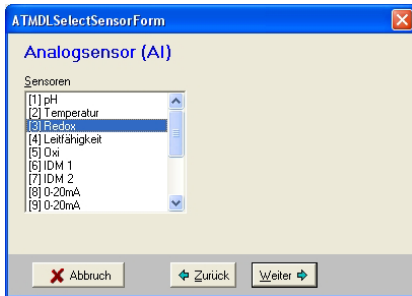 ATMDLSelectSensorForm
Analogsensor (AI)
Sensoren
[1] pH
[2] Temperatur
[3] Redox
[4] Leitfähigkeit
[5] Oxi
[6] IDM 1
[7] IDM 2
[8] 0-20mA
[9] 0-20mA
Abbruch Zurück Weiter